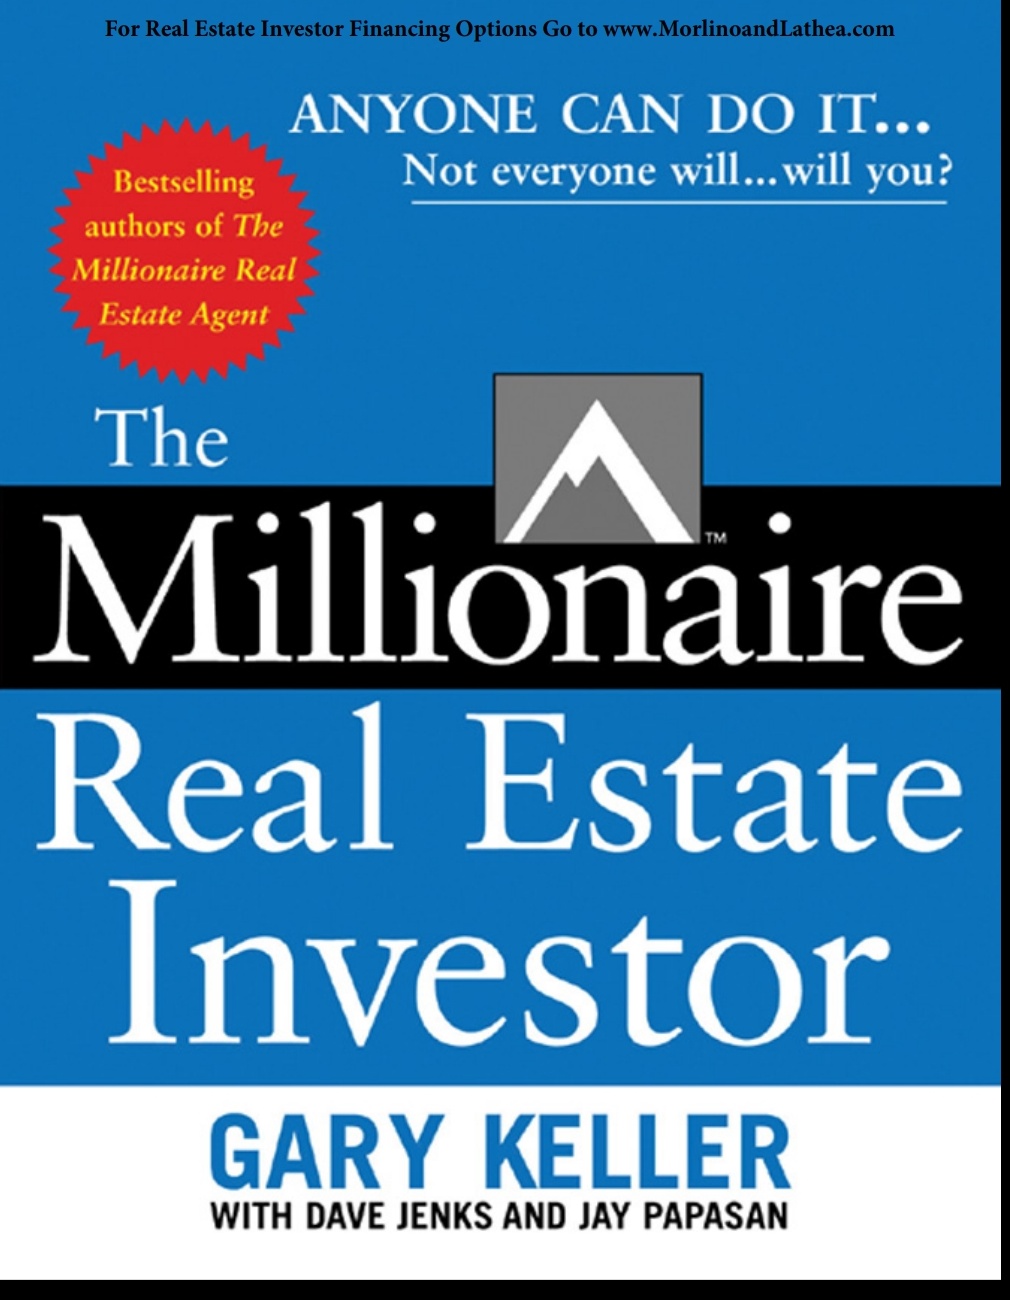 For Real Estate Investor Financing Options Go to www.MorlinoandLathea.com
ANYONE CAN DO IT...
Not everyone will...will you?
Bestselling
authors of The
Millionaire Real
Estate Agent
The
TM
Millionaire
Real Estate
Investor
GARY KELLER
WITH DAVE JENKS AND JAY PAPASAN